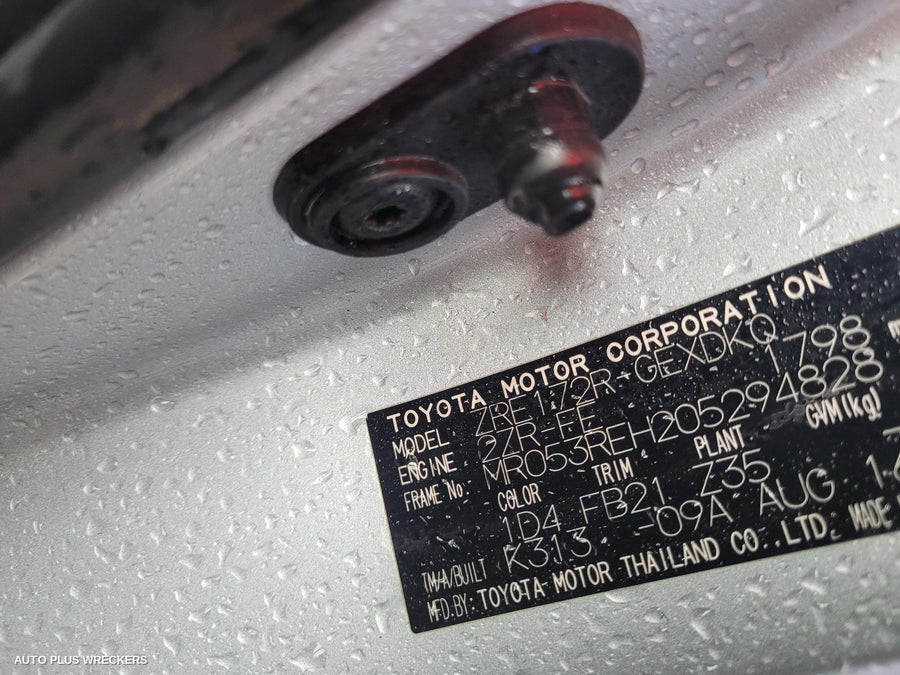 TOYOTA MOTOR CORPORATION
MODEL ZRE172R-GEXDKQ
ENGINE 2ZR-FE 1798
FRAME No. MR053REH205294828
COLOR TRIM PLANT GVM(kg)
1D4 FB21 Z35
TM/A/BUILT K313 -09A AUG
MFD.BY: TOYOTA MOTOR THAILAND CO.,LTD. MADE
AUTO PLUS WRECKERS